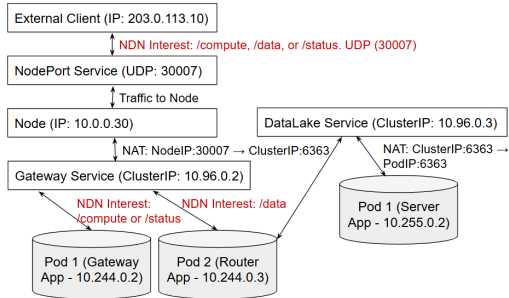 External Client (IP: 203.0.113.10)
NDN Interest: /compute, /data, or /status. UDP (30007)
NodePort Service (UDP: 30007)
Traffic to Node
Node (IP: 10.0.0.30)
DataLake Service (ClusterIP: 10.96.0.3)
NAT: NodeIP:30007 → ClusterIP:6363
NAT: ClusterIP:6363 →
PodIP:6363
Gateway Service (ClusterIP: 10.96.0.2)
NDN Interest:
/compute or /status
NDN Interest: /data
Pod 1 (Server
App - 10.255.0.2)
Pod 1 (Gateway
App - 10.244.0.2)
Pod 2 (Router
App - 10.244.0.3)